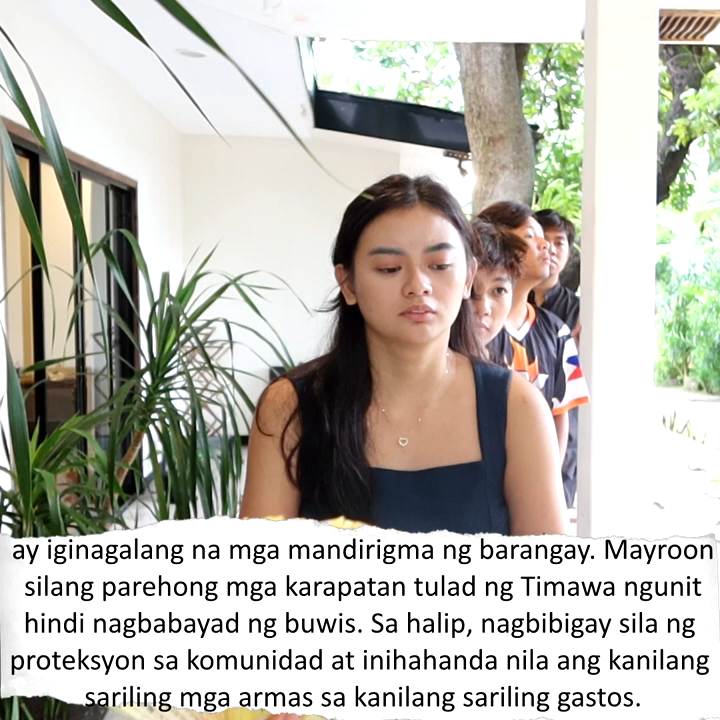 ay iginagalang na mga mandirigma ng barangay. Mayroon
silang parehong mga karapatan tulad ng Timawa ngunit
hindi nagbabayad ng buwis. Sa halip, nagbibigay sila ng
proteksyon sa komunidad at inihahanda nila ang kanilang
sariling mga armas sa kanilang sariling gastos.